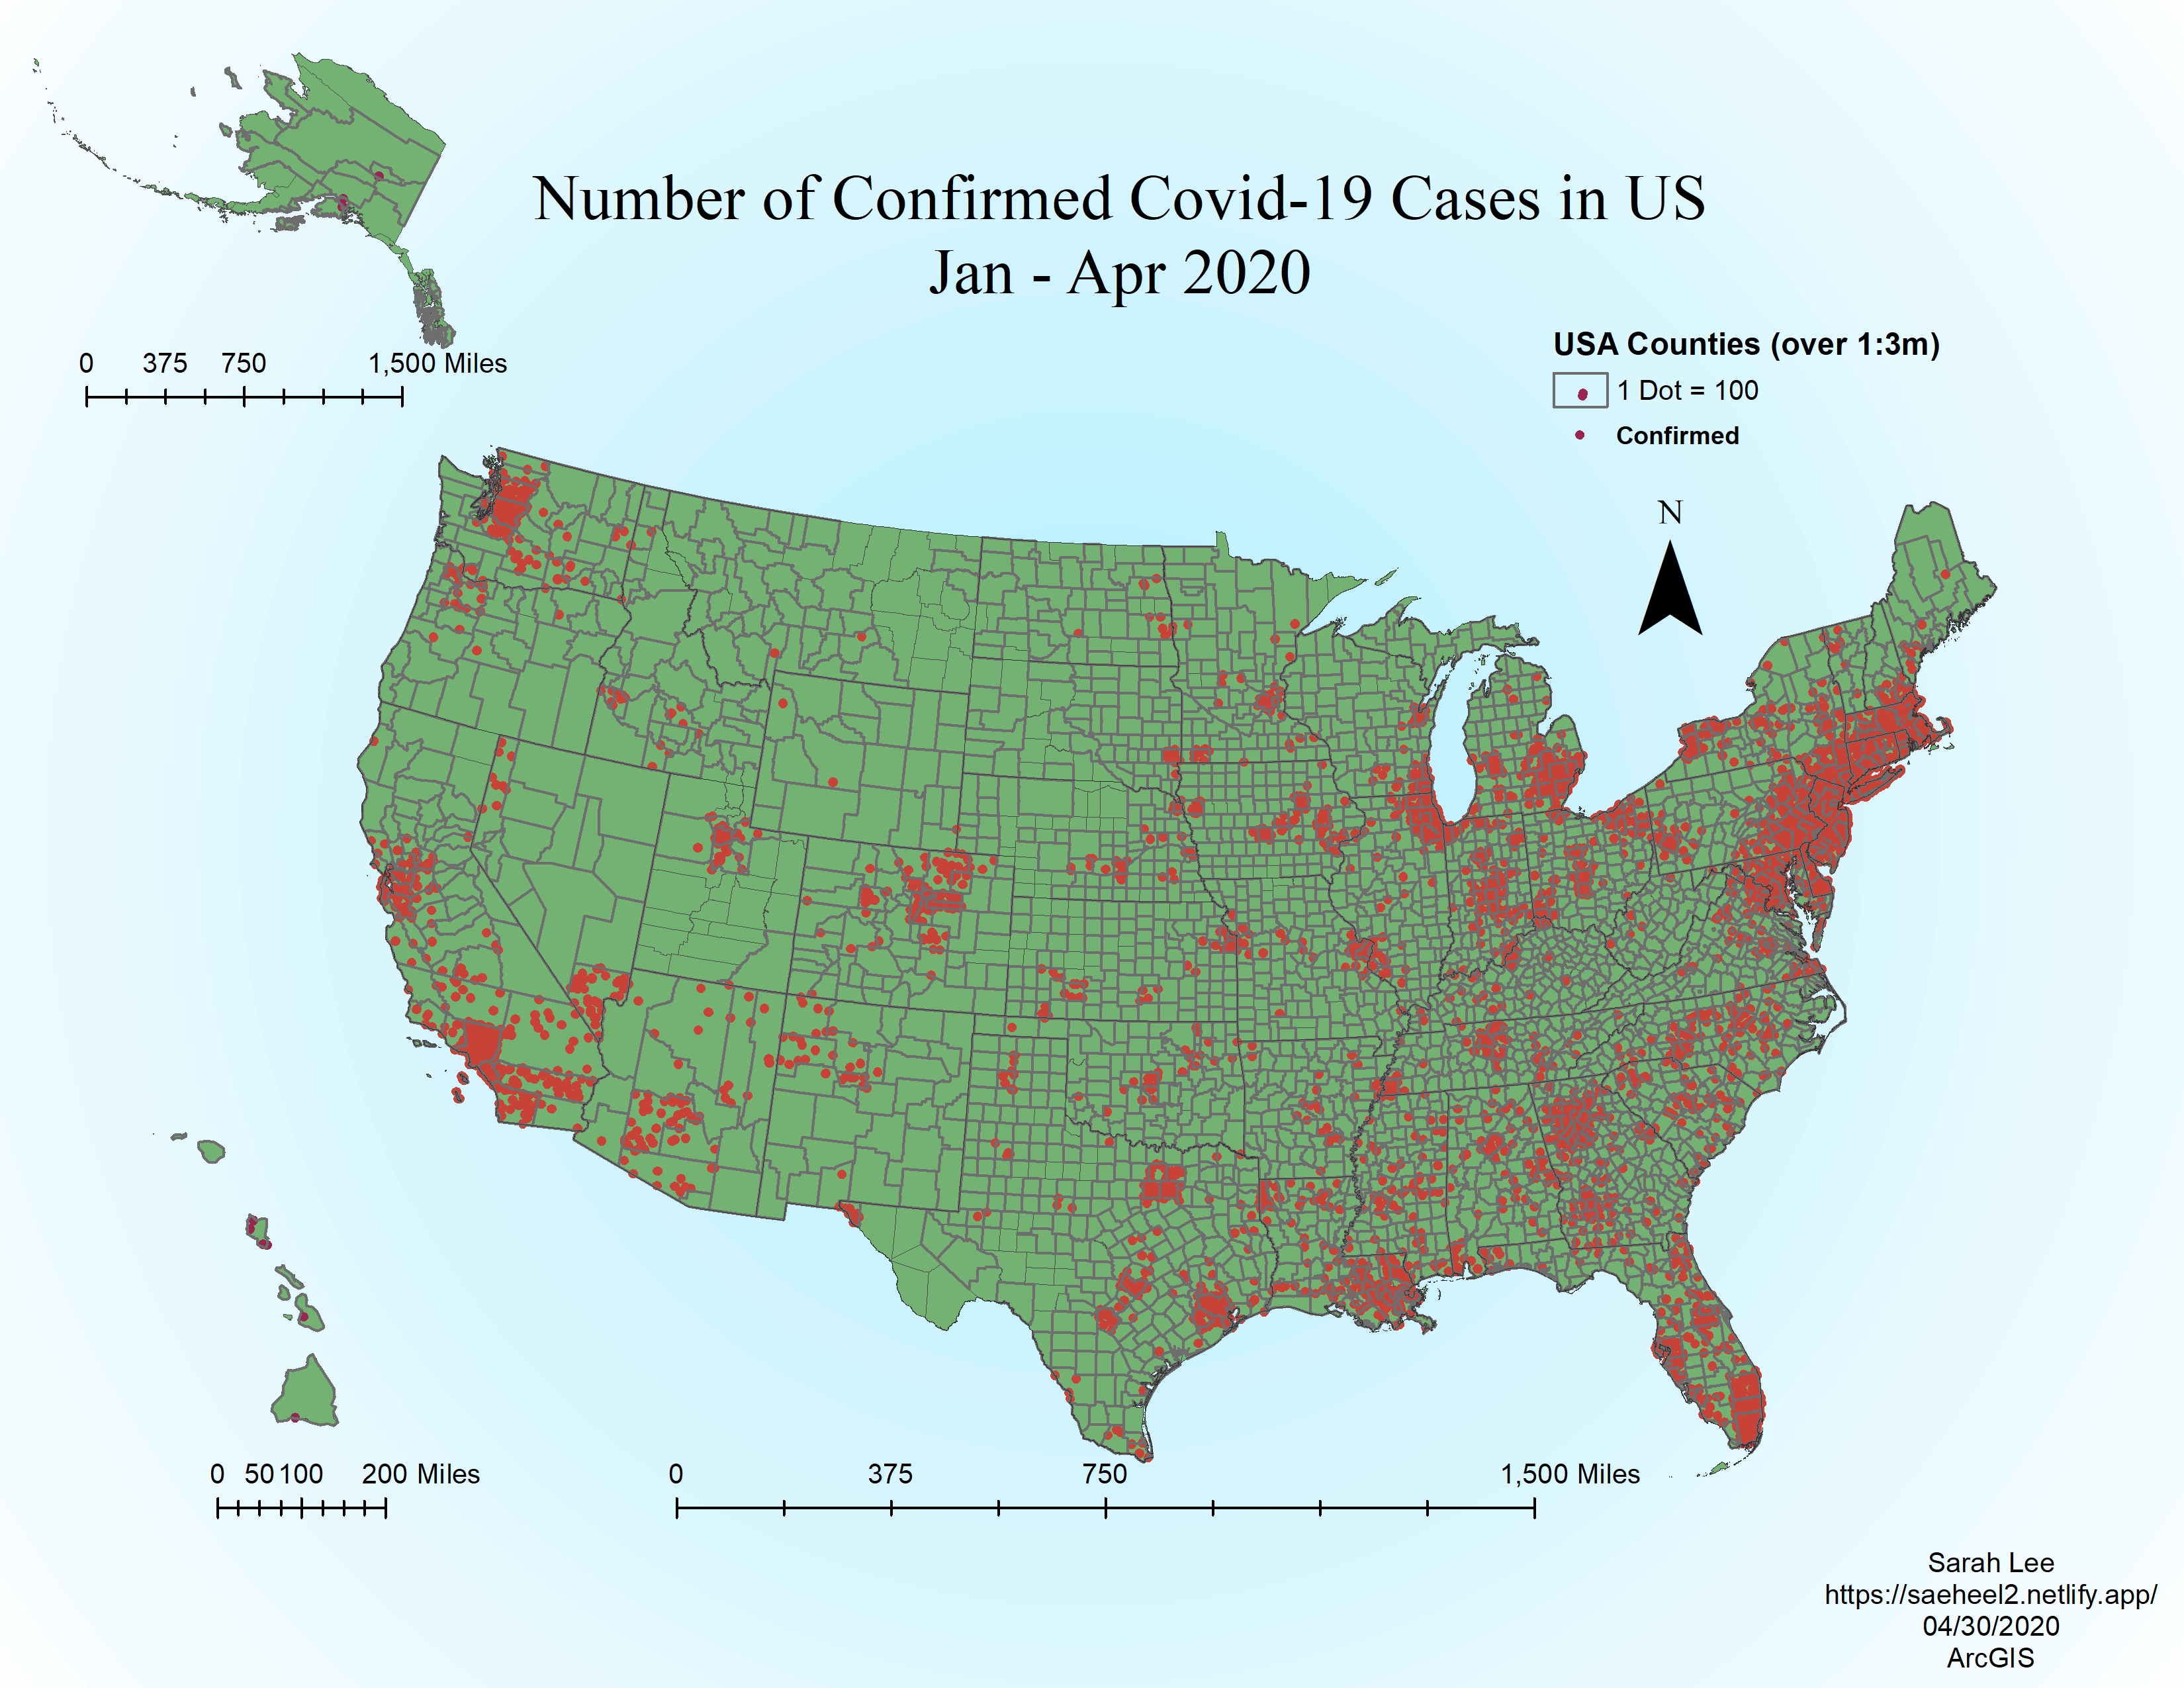 Number of Confirmed Covid-19 Cases in US
Jan - Apr 2020
0 375 750 1,500 Miles
USA Counties (over 1:3m)
1 Dot = 100
Confirmed
N
0 50 100 200 Miles
0 375 750 1,500 Miles
Sarah Lee
https://saeheel2.netlify.app/
04/30/2020
ArcGIS